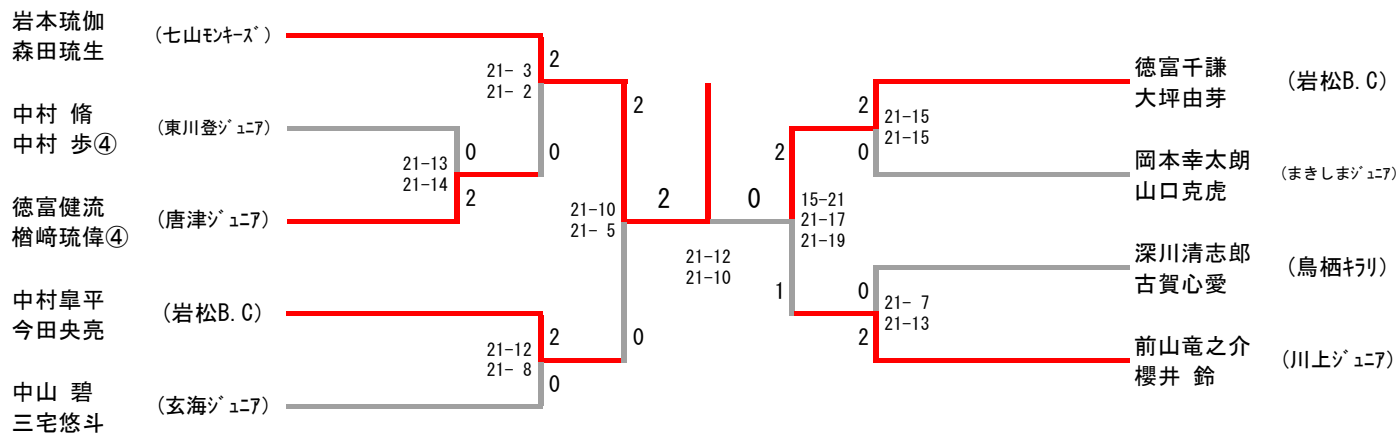 岩本琉伽
森田琉生
(七山ﾓﾝｷｰｽﾞ)
中村 脩
中村 歩④
(東川登ｼﾞｭﾆｱ)
徳富健流
楢﨑琉偉④
(唐津ｼﾞｭﾆｱ)
中村皐平
今田央亮
(岩松B.C)
中山 碧
三宅悠斗
(玄海ｼﾞｭﾆｱ)
21- 3
21- 2
2
0
21-13
21-14
0
2
21-12
21- 8
2
0
21-10
21- 5
2
0
2
0
21-12
21-10
2
1
15-21
21-17
21-19
2
0
21-15
21-15
0
2
21- 7
21-13
徳富千謙
大坪由芽
(岩松B.C)
岡本幸太朗
山口克虎
(まきしまｼﾞｭﾆｱ)
深川清志郎
古賀心愛
(鳥栖ｷﾗﾘ)
前山竜之介
櫻井 鈴
(川上ｼﾞｭﾆｱ)